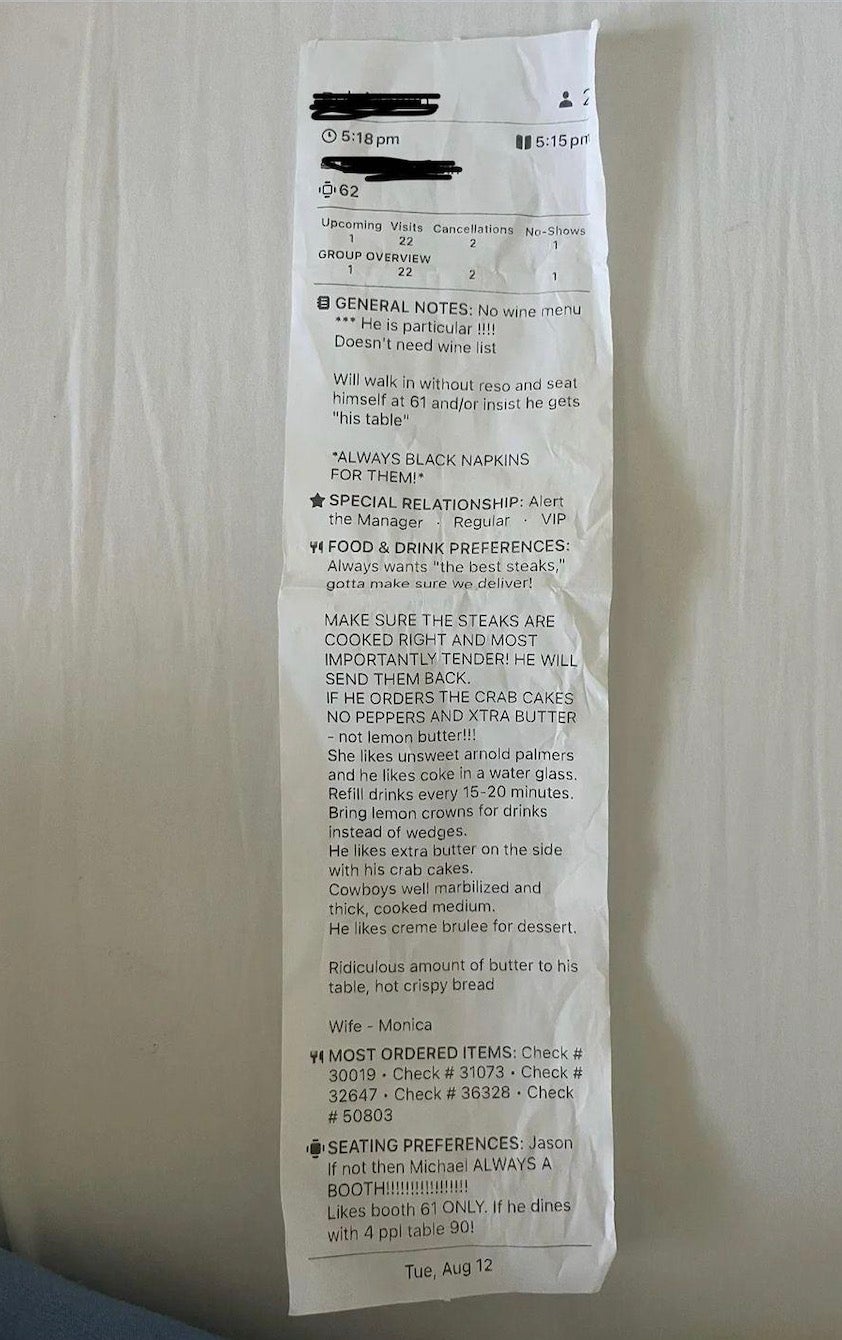 2
5:18 pm 5:15 pm
62
Upcoming Visits Cancellations No-Shows
1 22 2 1
GROUP OVERVIEW
1 22 2 1
GENERAL NOTES: No wine menu
*** He is particular !!!!
Doesn't need wine list
Will walk in without reso and seat
himself at 61 and/or insist he gets
"his table"
*ALWAYS BLACK NAPKINS
FOR THEM!*
SPECIAL RELATIONSHIP: Alert
the Manager · Regular · VIP
FOOD & DRINK PREFERENCES:
Always wants "the best steaks,"
gotta make sure we deliver!
MAKE SURE THE STEAKS ARE
COOKED RIGHT AND MOST
IMPORTANTLY TENDER! HE WILL
SEND THEM BACK.
IF HE ORDERS THE CRAB CAKES
NO PEPPERS AND XTRA BUTTER
- not lemon butter!!!
She likes unsweet arnold palmers
and he likes coke in a water glass.
Refill drinks every 15-20 minutes.
Bring lemon crowns for drinks
instead of wedges.
He likes extra butter on the side
with his crab cakes.
Cowboys well marbilized and
thick, cooked medium.
He likes creme brulee for dessert.
Ridiculous amount of butter to his
table, hot crispy bread
Wife - Monica
MOST ORDERED ITEMS: Check #
30019 · Check # 31073 · Check #
32647 · Check # 36328 · Check
# 50803
SEATING PREFERENCES: Jason
If not then Michael ALWAYS A
BOOTH!!!!!!!!!!!!!!!!!
Likes booth 61 ONLY. If he dines
with 4 ppl table 90!
Tue, Aug 12